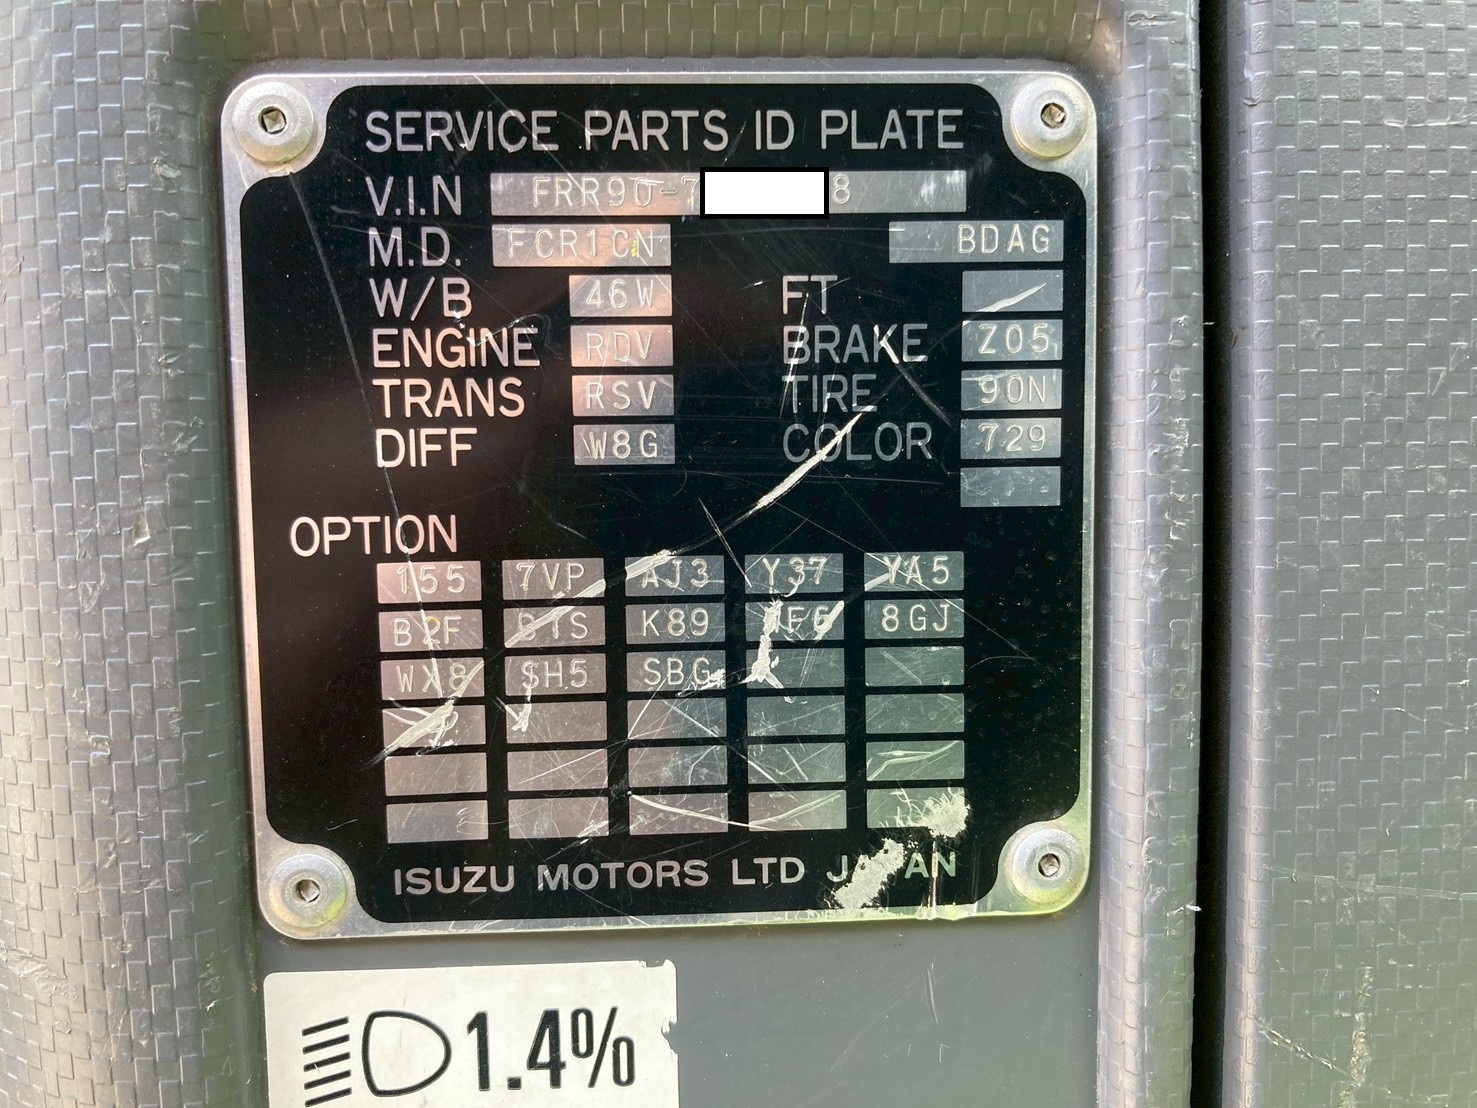 SERVICE PARTS ID PLATE
V.I.N FRR90-7 8
M.D. FCR1CN BDAG
W/B 46W FT
ENGINE RDV BRAKE Z05
TRANS RSV TIRE 90N
DIFF W8G COLOR 729
OPTION
155 7VP AJ3 Y37 YA5
B2F K89 8GJ
WX8 SH5 SBG
ISUZU MOTORS LTD JAPAN
1.4%